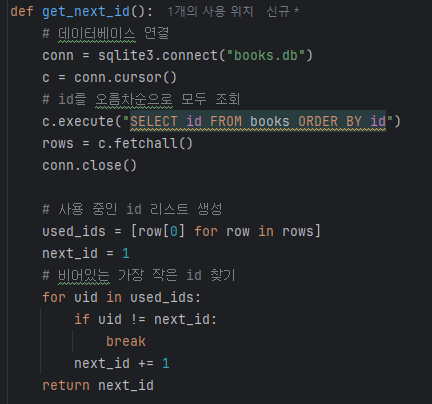 def get_next_id():  1개의 사용 위치  신규 *
    # 데이터베이스 연결
    conn = sqlite3.connect("books.db")
    c = conn.cursor()
    # id를 오름차순으로 모두 조회
    c.execute("SELECT id FROM books ORDER BY id")
    rows = c.fetchall()
    conn.close()

    # 사용 중인 id 리스트 생성
    used_ids = [row[0] for row in rows]
    next_id = 1
    # 비어있는 가장 작은 id 찾기
    for uid in used_ids:
        if uid != next_id:
            break
        next_id += 1
    return next_id